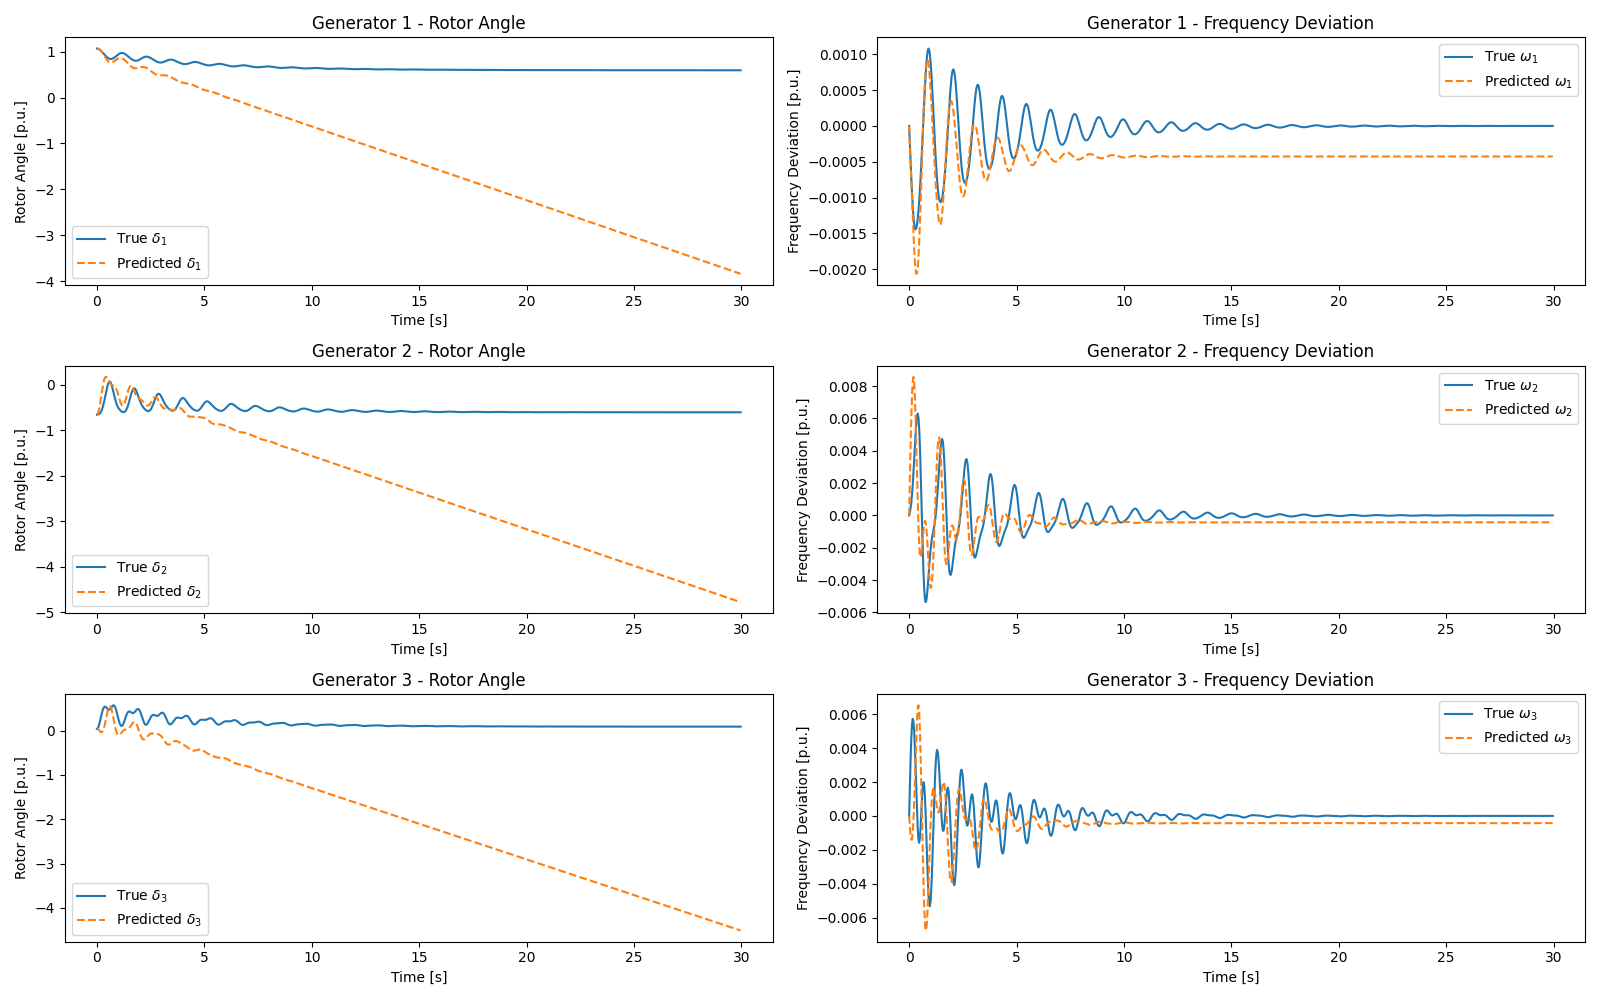 Generator 1 - Rotor Angle
Rotor Angle [p.u.]
1
0
−1
−2
−3
−4
True δ1
Predicted δ1
0 5 10 15 20 25 30
Time [s]
Generator 1 - Frequency Deviation
Frequency Deviation [p.u.]
0.0010
0.0005
0.0000
−0.0005
−0.0010
−0.0015
−0.0020
True ω1
Predicted ω1
0 5 10 15 20 25 30
Time [s]
Generator 2 - Rotor Angle
Rotor Angle [p.u.]
0
−1
−2
−3
−4
−5
True δ2
Predicted δ2
0 5 10 15 20 25 30
Time [s]
Generator 2 - Frequency Deviation
Frequency Deviation [p.u.]
0.008
0.006
0.004
0.002
0.000
−0.002
−0.004
−0.006
True ω2
Predicted ω2
0 5 10 15 20 25 30
Time [s]
Generator 3 - Rotor Angle
Rotor Angle [p.u.]
0
−1
−2
−3
−4
True δ3
Predicted δ3
0 5 10 15 20 25 30
Time [s]
Generator 3 - Frequency Deviation
Frequency Deviation [p.u.]
0.006
0.004
0.002
0.000
−0.002
−0.004
−0.006
True ω3
Predicted ω3
0 5 10 15 20 25 30
Time [s]